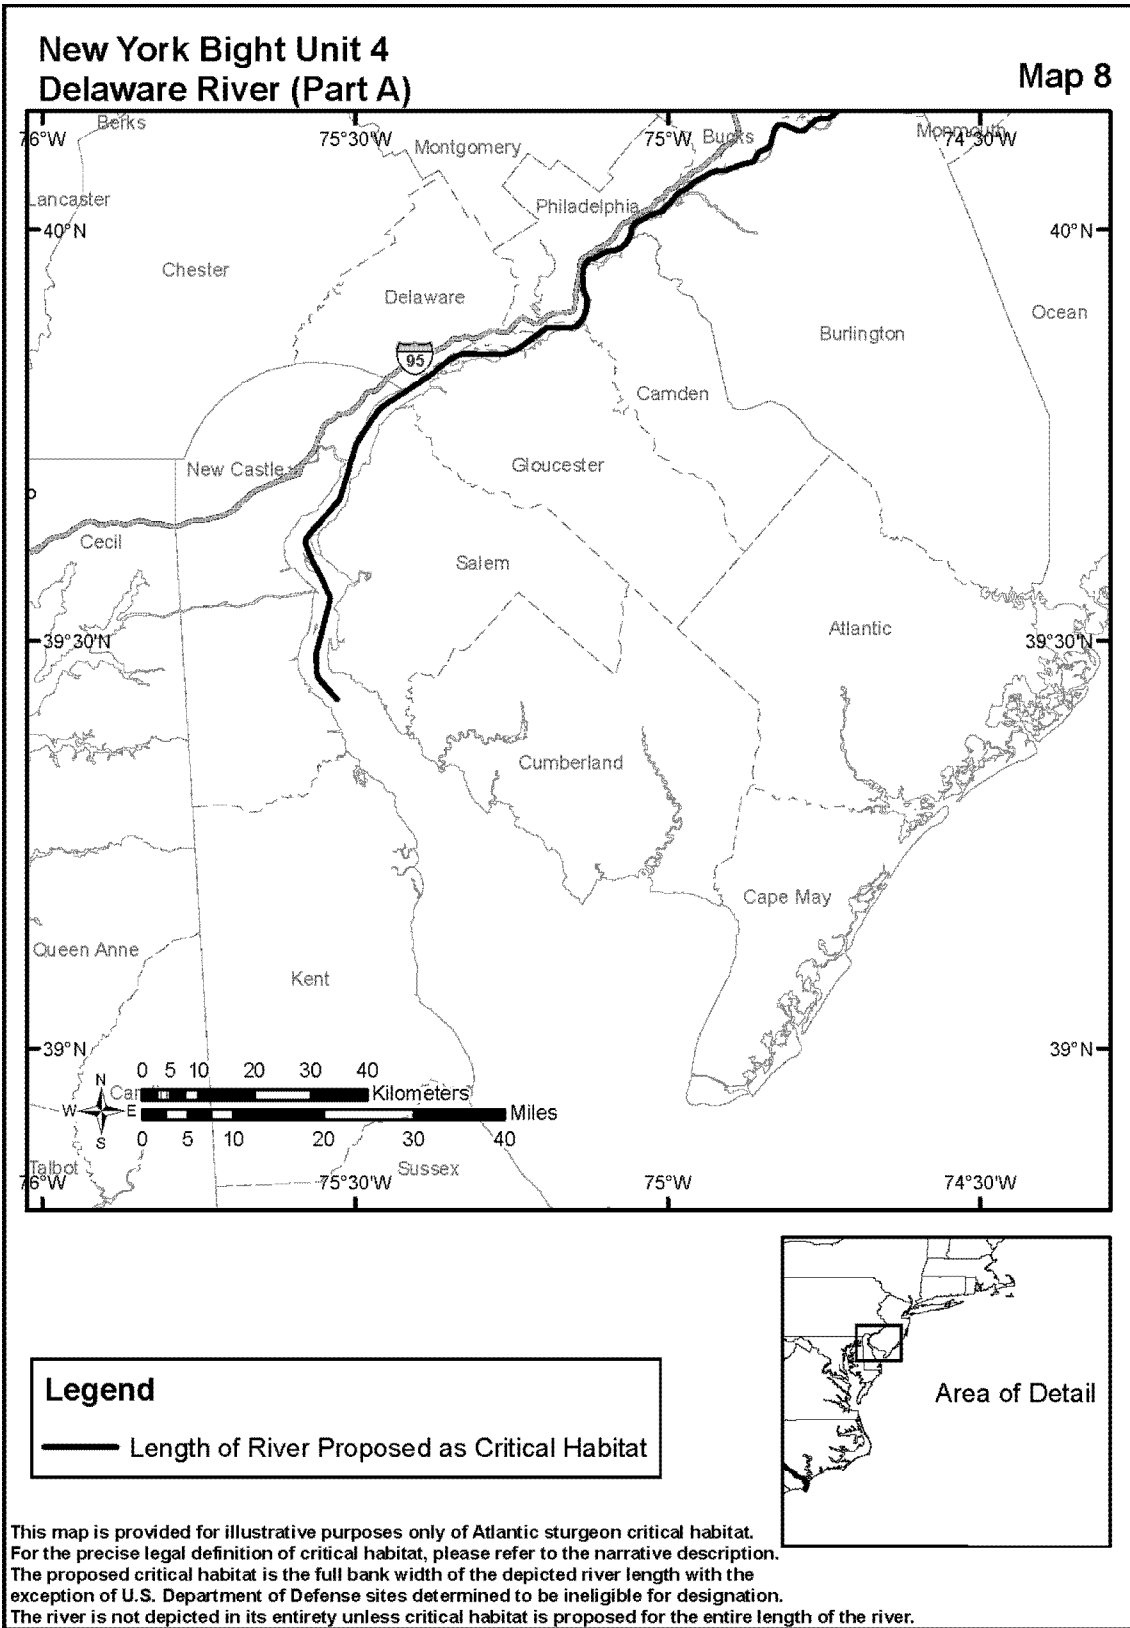 New York Bight Unit 4
Delaware River (Part A)
Map 8
76°W
Berks
75°30'W
Montgomery
75°W
Bucks
Monmouth
74°30'W
Lancaster
Philadelphia
40°N
40°N
Chester
Delaware
Ocean
Burlington
95
Camden
New Castle
Gloucester
Cecil
Salem
Atlantic
39°30'N
39°30'N
Cumberland
Cape May
Queen Anne
Kent
39°N
39°N
0 5 10 20 30 40
N
W E
S
Kilometers
Miles
0 5 10 20 30 40
Talbot
Sussex
76°W
75°30'W
75°W
74°30'W
Area of Detail
Legend
Length of River Proposed as Critical Habitat
This map is provided for illustrative purposes only of Atlantic sturgeon critical habitat.
For the precise legal definition of critical habitat, please refer to the narrative description.
The proposed critical habitat is the full bank width of the depicted river length with the
exception of U.S. Department of Defense sites determined to be ineligible for designation.
The river is not depicted in its entirety unless critical habitat is proposed for the entire length of the river.